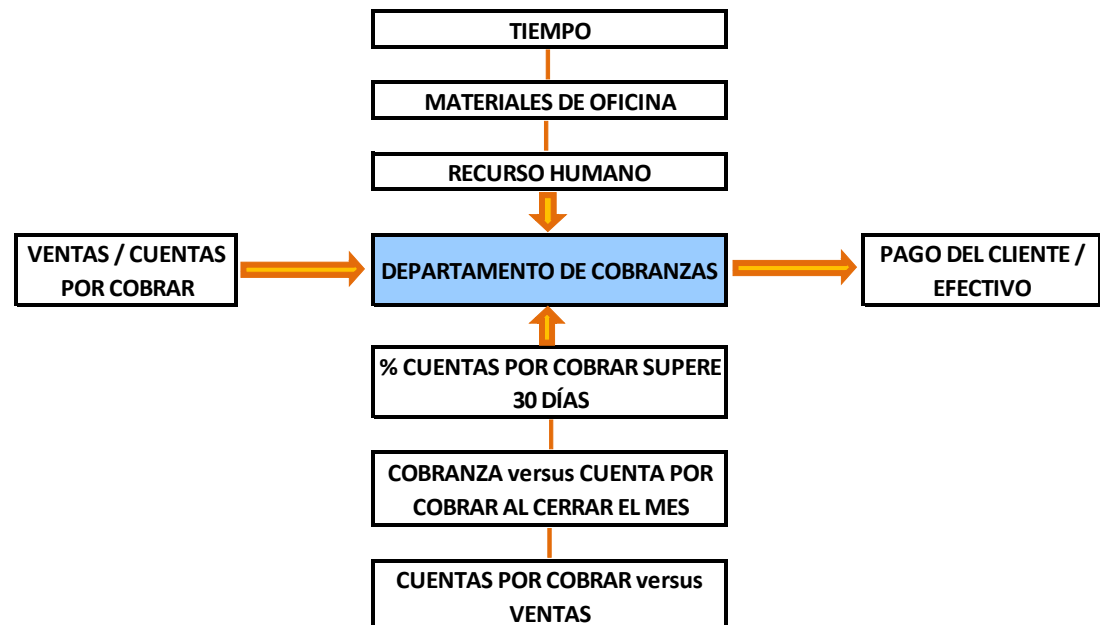 TIEMPO
MATERIALES DE OFICINA
RECURSO HUMANO
VENTAS / CUENTAS
POR COBRAR
DEPARTAMENTO DE COBRANZAS
PAGO DEL CLIENTE /
EFECTIVO
% CUENTAS POR COBRAR SUPERE
30 DÍAS
COBRANZA versus CUENTA POR
COBRAR AL CERRAR EL MES
CUENTAS POR COBRAR versus
VENTAS